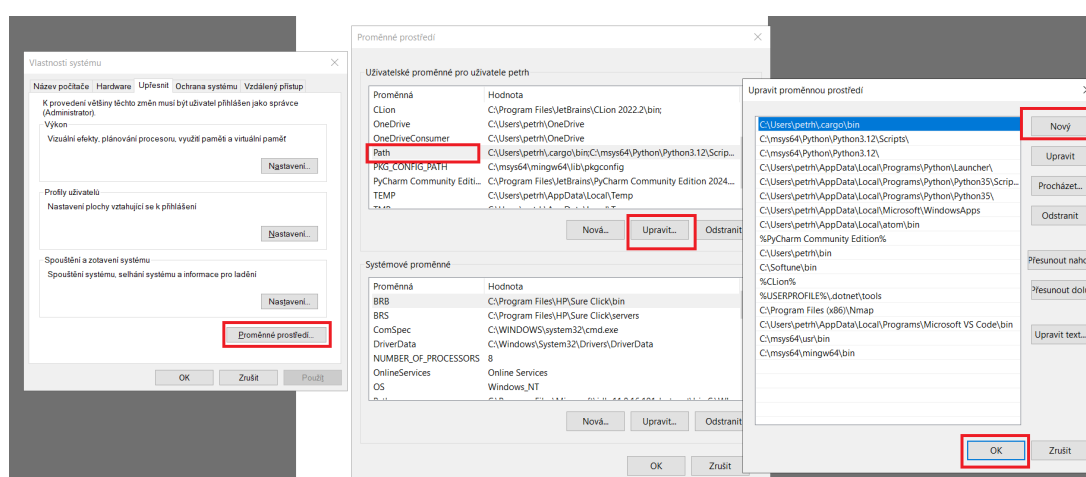 Vlastnosti systému
Název počítače Hardware Upřesnit Ochrana systému Vzdálený přístup
K provedení většiny těchto změn musí být uživatel přihlášen jako správce
(Administrator).
Výkon
Vizuální efekty, plánování procesoru, využití paměti a virtuální paměť
Nastavení...
Profily uživatelů
Nastavení plochy vztahující se k přihlášení
Nastavení...
Spouštění a zotavení systému
Spouštění systému, selhání systému a informace pro ladění
Nastavení...
Proměnné prostředí...
OK Zrušit Použít
Proměnné prostředí
Uživatelské proměnné pro uživatele petrh
Proměnná Hodnota
CLion C:\Program Files\JetBrains\CLion 2022.2\bin;
OneDrive C:\Users\petrh\OneDrive
OneDriveConsumer C:\Users\petrh\OneDrive
Path C:\Users\petrh\.cargo\bin;C:\msys64\Python\Python3.12\Scrip...
PKG_CONFIG_PATH C:\msys64\mingw64\lib\pkgconfig
PyCharm Community Editi... C:\Program Files\JetBrains\PyCharm Community Edition 2024....
TEMP C:\Users\petrh\AppData\Local\Temp
Nová... Upravit... Odstranit
Systémové proměnné
Proměnná Hodnota
BRB C:\Program Files\HP\Sure Click\bin
BRS C:\Program Files\HP\Sure Click\servers
ComSpec C:\WINDOWS\system32\cmd.exe
DriverData C:\Windows\System32\Drivers\DriverData
NUMBER_OF_PROCESSORS 8
OnlineServices Online Services
OS Windows_NT
Nová... Upravit... Odstranit
OK Zrušit
Upravit proměnnou prostředí
C:\Users\petrh\.cargo\bin
C:\msys64\Python\Python3.12\Scripts\
C:\msys64\Python\Python3.12\
C:\Users\petrh\AppData\Local\Programs\Python\Launcher\
C:\Users\petrh\AppData\Local\Programs\Python\Python35\Scrip...
C:\Users\petrh\AppData\Local\Programs\Python\Python35\
C:\Users\petrh\AppData\Local\Microsoft\WindowsApps
C:\Users\petrh\AppData\Local\atom\bin
%PyCharm Community Edition%
C:\Users\petrh\bin
C:\Softune\bin
%CLion%
%USERPROFILE%\.dotnet\tools
C:\Program Files (x86)\Nmap
C:\Users\petrh\AppData\Local\Programs\Microsoft VS Code\bin
C:\msys64\usr\bin
C:\msys64\mingw64\bin
Nový
Upravit
Procházet...
Odstranit
Přesunout naho
Přesunout dolů
Upravit text...
OK Zrušit